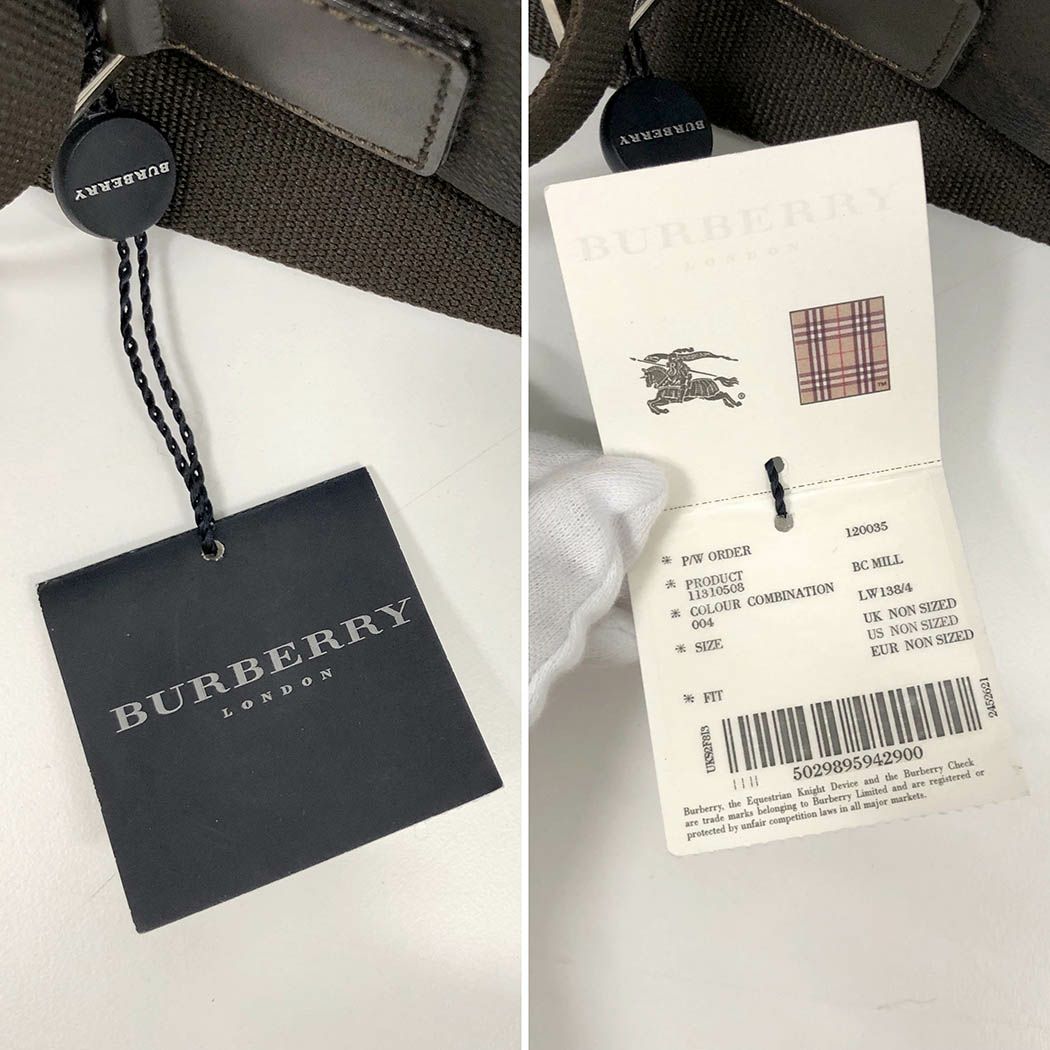 BURBERRY
BURBERRY
LONDON
BURBERRY
BURBERRY
LONDON
®
TM
* P/W ORDER 120035
* PRODUCT BC MILL
11310508
* COLOUR COMBINATION LW138/4
004
* SIZE UK NON SIZED
US NON SIZED
EUR NON SIZED
* FIT
UKS2F8I3
2452621
5029895942900
Burberry, the Equestrian Knight Device and the Burberry Check
are trade marks belonging to Burberry Limited and are registered or
protected by unfair competition laws in all major markets.